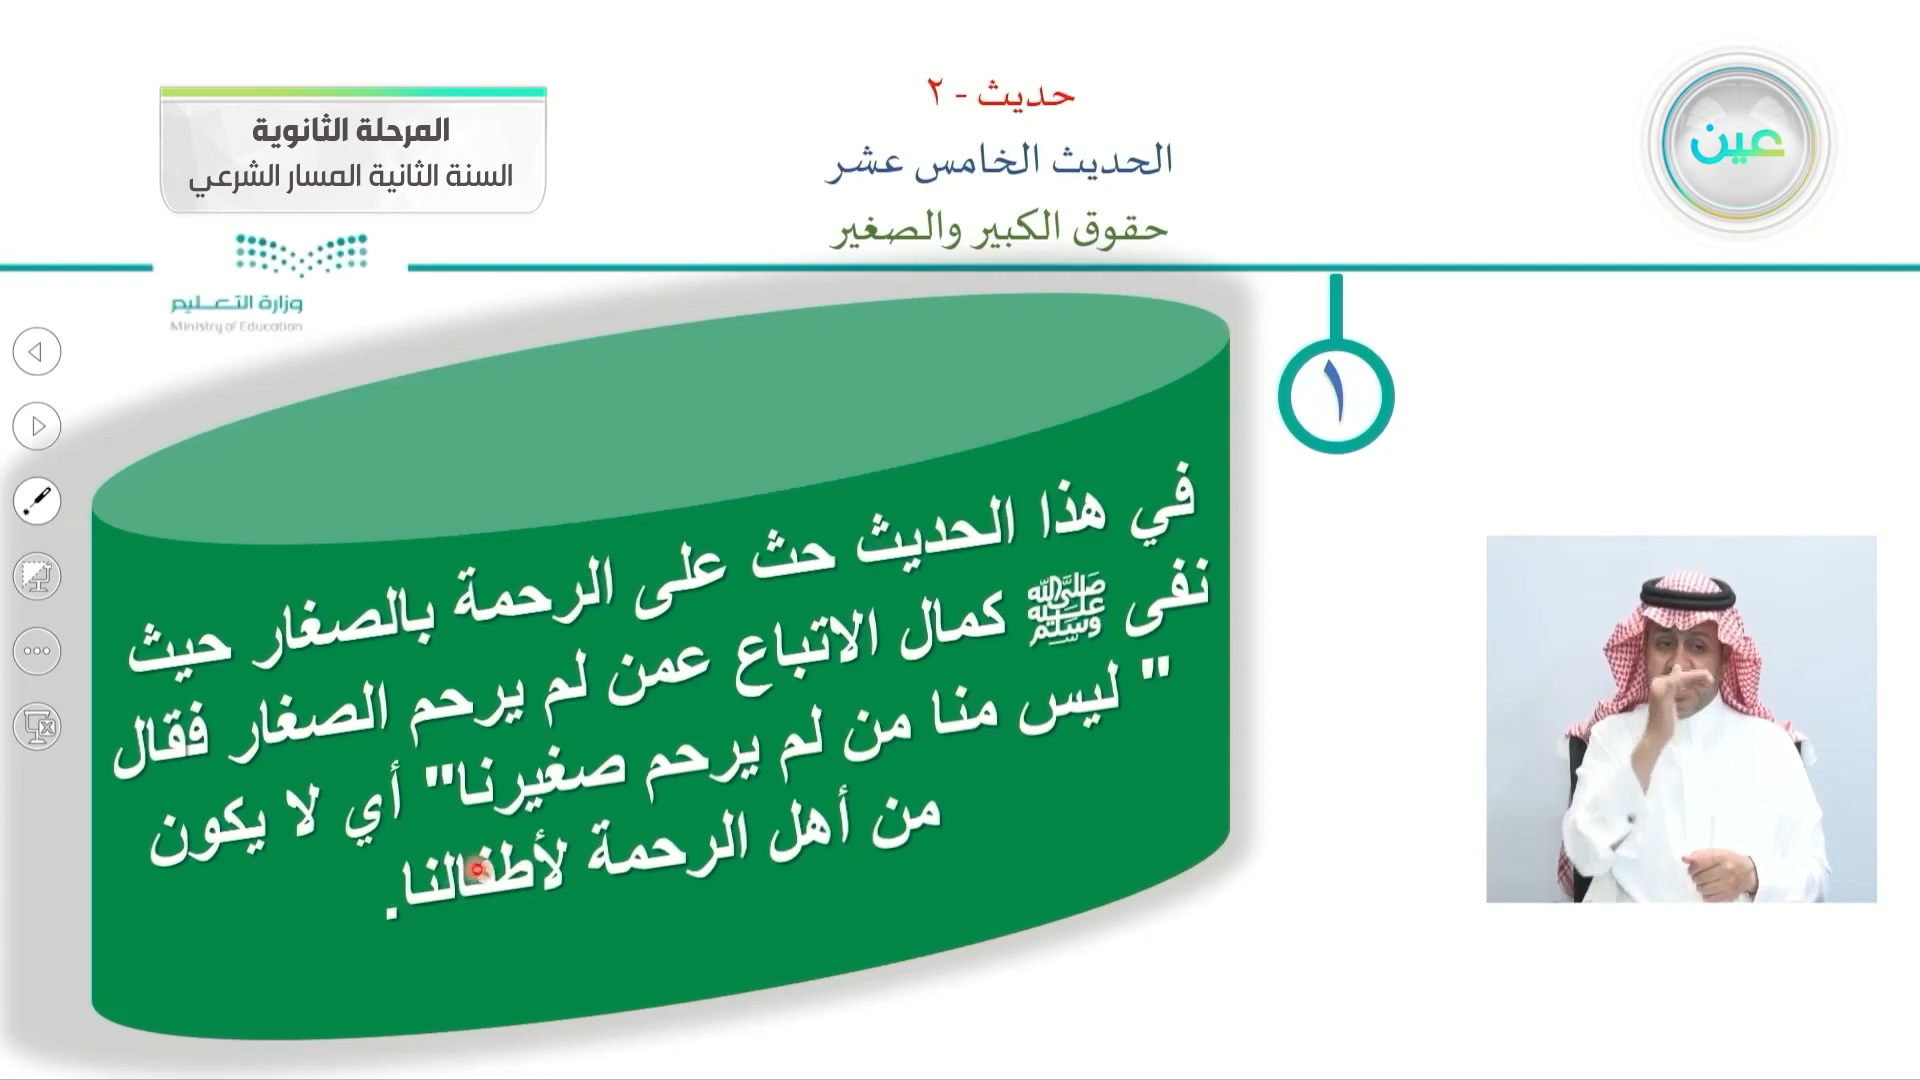 حديث - ٢
الحديث الخامس عشر
حقوق الكبير والصغير
عين
المرحلة الثانوية
السنة الثانية المسار الشرعي
وزارة التعليم
Ministry of Education
١
في هذا الحديث حث على الرحمة بالصغار حيث
نفى ﷺ كمال الاتباع عمن لم يرحم الصغار فقال
" ليس منا من لم يرحم صغيرنا" أي لا يكون
من أهل الرحمة لأطفالنا.